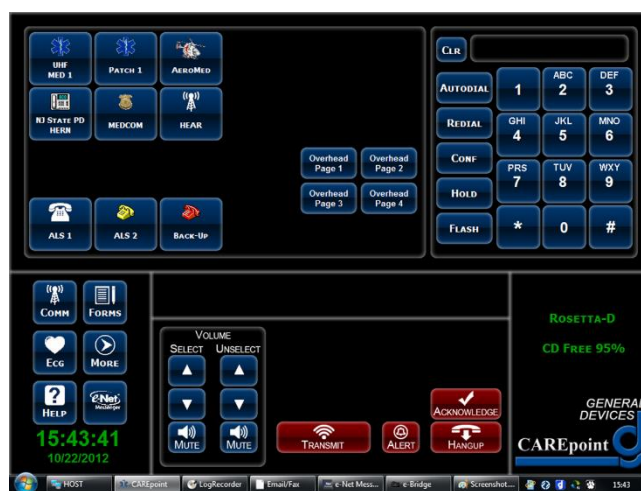 UHF
MED 1
PATCH 1
AEROMED
NJ STATE PD
HERN
MEDCOM
HEAR
ALS 1
ALS 2
BACK-UP
Overhead
Page 1
Overhead
Page 2
Overhead
Page 3
Overhead
Page 4
CLR
AUTODIAL
REDIAL
CONF
HOLD
FLASH
1
ABC
2
DEF
3
GHI
4
JKL
5
MNO
6
PRS
7
TUV
8
WXY
9
*
0
#
COMM
FORMS
ECG
MORE
HELP
e-Net
Messenger
15:43:41
10/22/2012
VOLUME
SELECT UNSELECT
MUTE
MUTE
TRANSMIT
ALERT
ACKNOWLEDGE
HANGUP
ROSETTA-D
CD FREE 95%
GENERAL
DEVICES
CAREpoint
HOST
CAREpoint
LogRecorder
Email/Fax
e-Net Mess...
e-Bridge
Screenshot...
15:43